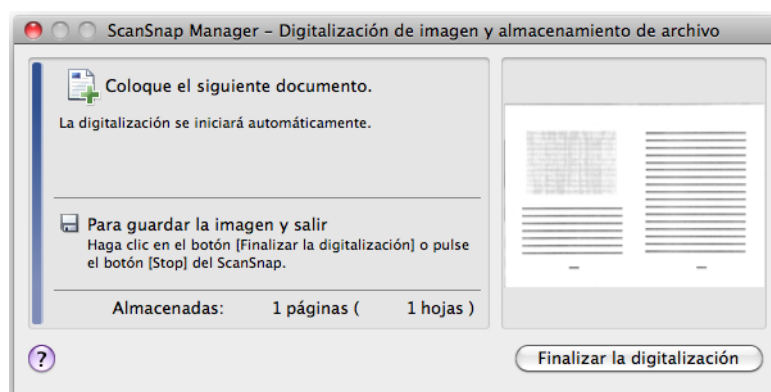 ScanSnap Manager – Digitalización de imagen y almacenamiento de archivo
Coloque el siguiente documento.
La digitalización se iniciará automáticamente.
Para guardar la imagen y salir
Haga clic en el botón [Finalizar la digitalización] o pulse
el botón [Stop] del ScanSnap.
Almacenadas: 1 páginas ( 1 hojas )
?
Finalizar la digitalización